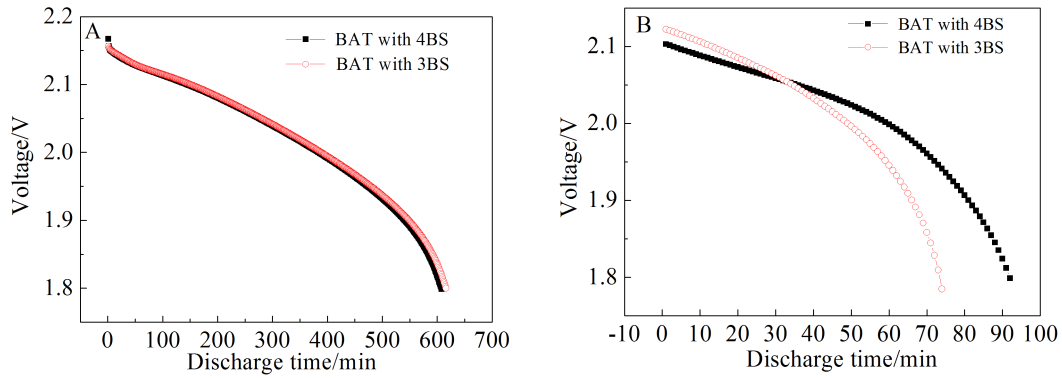 A
BAT with 4BS
BAT with 3BS
Voltage/V
2.2
2.1
2.0
1.9
1.8
0 100 200 300 400 500 600 700
Discharge time/min
B
BAT with 4BS
BAT with 3BS
Voltage/V
2.1
2.0
1.9
1.8
-10 0 10 20 30 40 50 60 70 80 90 100
Discharge time/min